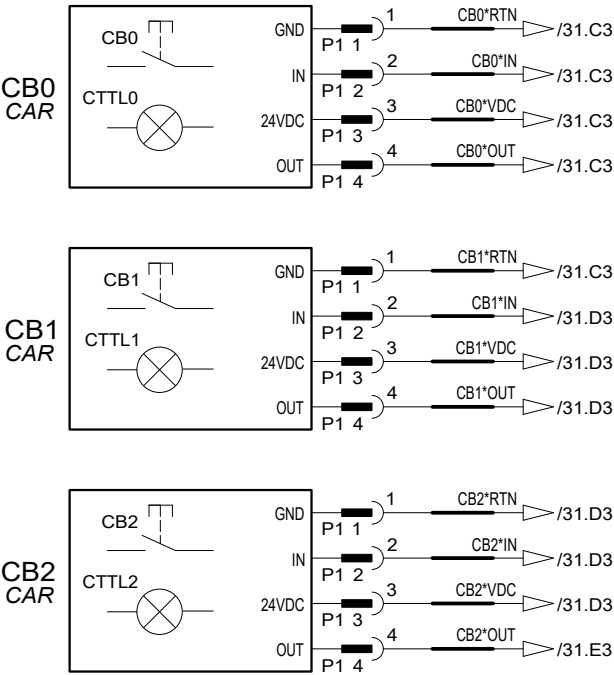 CB0
CAR
CB0
CTTL0
GND P1 1 1 CB0*RTN /31.C3
IN P1 2 2 CB0*IN /31.C3
24VDC P1 3 3 CB0*VDC /31.C3
OUT P1 4 4 CB0*OUT /31.C3
CB1
CAR
CB1
CTTL1
GND P1 1 1 CB1*RTN /31.C3
IN P1 2 2 CB1*IN /31.D3
24VDC P1 3 3 CB1*VDC /31.D3
OUT P1 4 4 CB1*OUT /31.D3
CB2
CAR
CB2
CTTL2
GND P1 1 1 CB2*RTN /31.D3
IN P1 2 2 CB2*IN /31.D3
24VDC P1 3 3 CB2*VDC /31.D3
OUT P1 4 4 CB2*OUT /31.E3